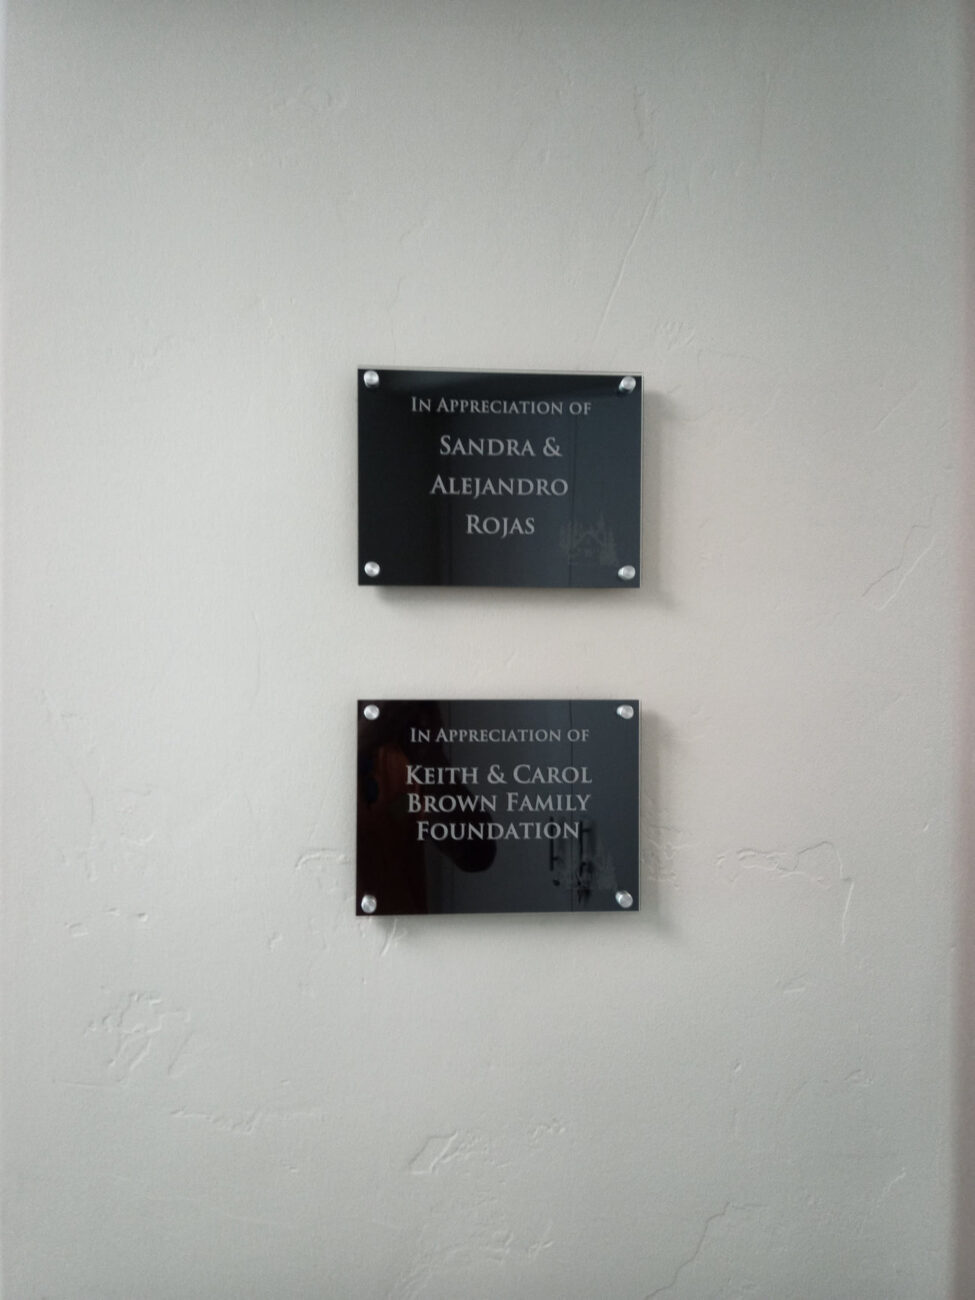 In Appreciation of
Sandra &
Alejandro
Rojas
In Appreciation of
Keith & Carol
Brown Family
Foundation